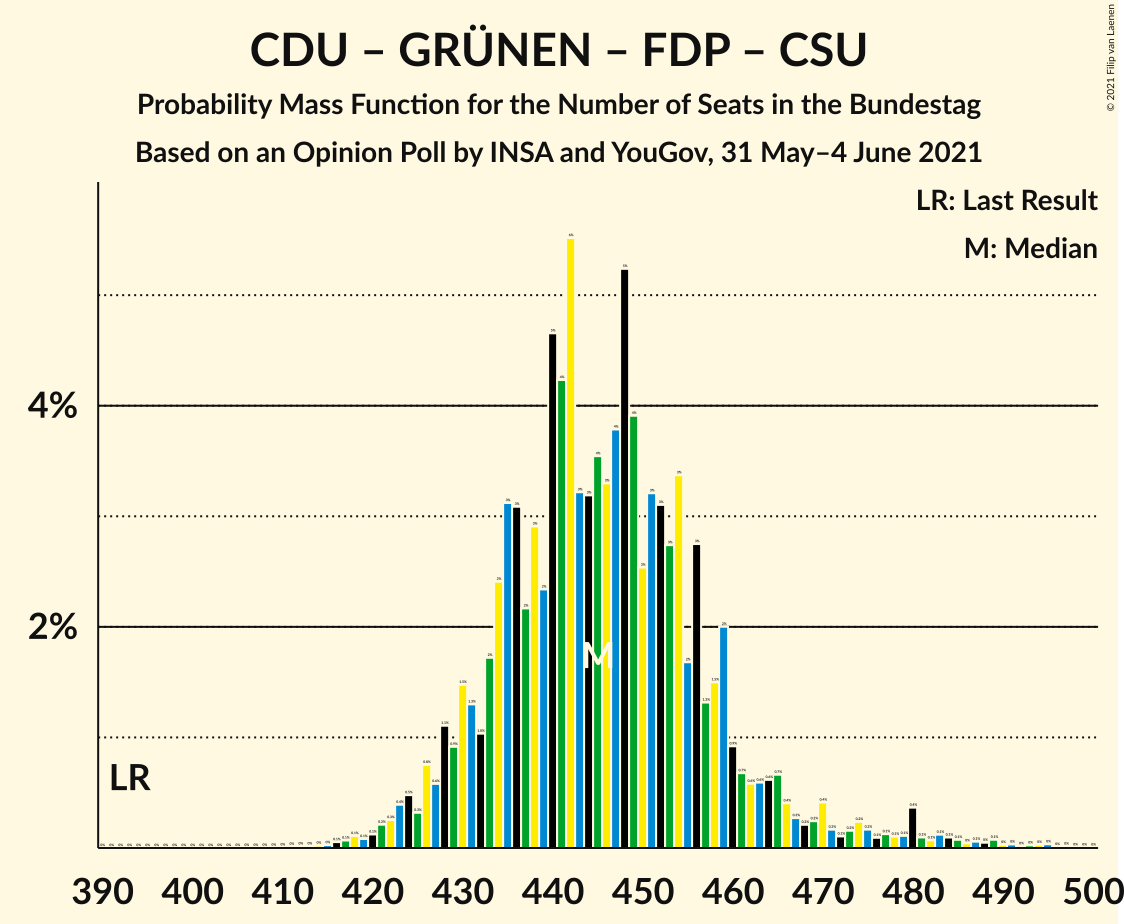 CDU – GRÜNEN – FDP – CSU
Probability Mass Function for the Number of Seats in the Bundestag
Based on an Opinion Poll by INSA and YouGov, 31 May–4 June 2021
© 2021 Filip van Laenen
LR: Last Result
M: Median
4%
2%
M
LR
390 400 410 420 430 440 450 460 470 480 490 500